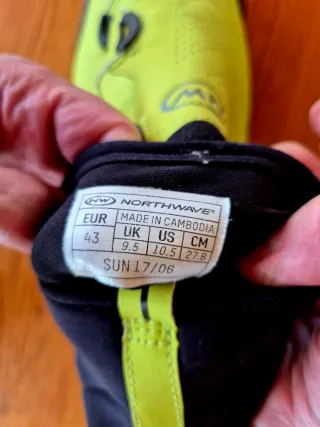 NW NORTHWAVE
EUR MADE IN CAMBODIA
43 UK US CM
9.5 10.5 27.8
SUN 17/06
NW